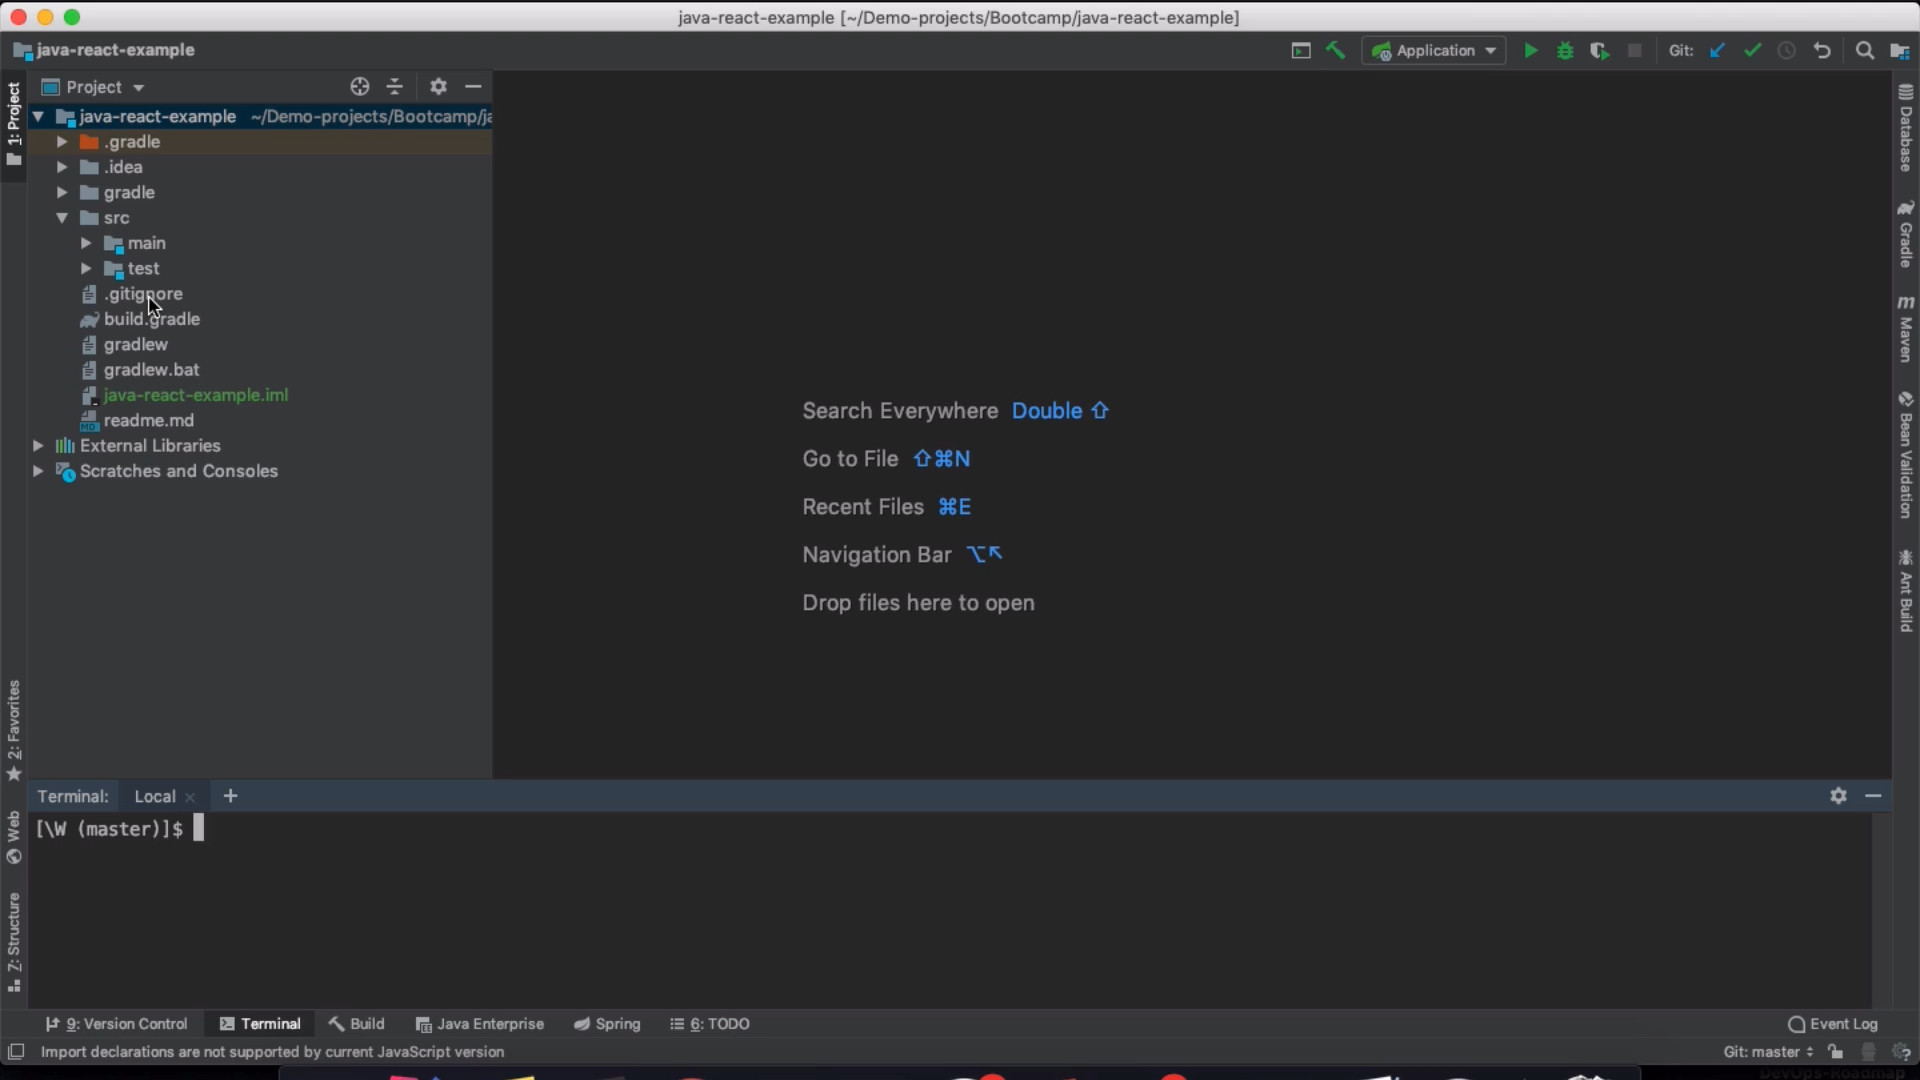 java-react-example [~/Demo-projects/Bootcamp/java-react-example]
java-react-example
Application
Git:
1: Project
Project
java-react-example ~/Demo-projects/Bootcamp/ja
.gradle
.idea
gradle
src
main
test
.gitignore
build.gradle
gradlew
gradlew.bat
java-react-example.iml
MD readme.md
External Libraries
Scratches and Consoles
Search Everywhere Double ⇧
Go to File ⇧⌘N
Recent Files ⌘E
Navigation Bar ⌥↖
Drop files here to open
Database
Gradle
m Maven
Bean Validation
Ant Build
2: Favorites
Web
Z: Structure
Terminal: Local × +
[\W (master)]$
9: Version Control
Terminal
Build
Java Enterprise
Spring
6: TODO
Event Log
Import declarations are not supported by current JavaScript version
Git: master
DevOps-Roadmap